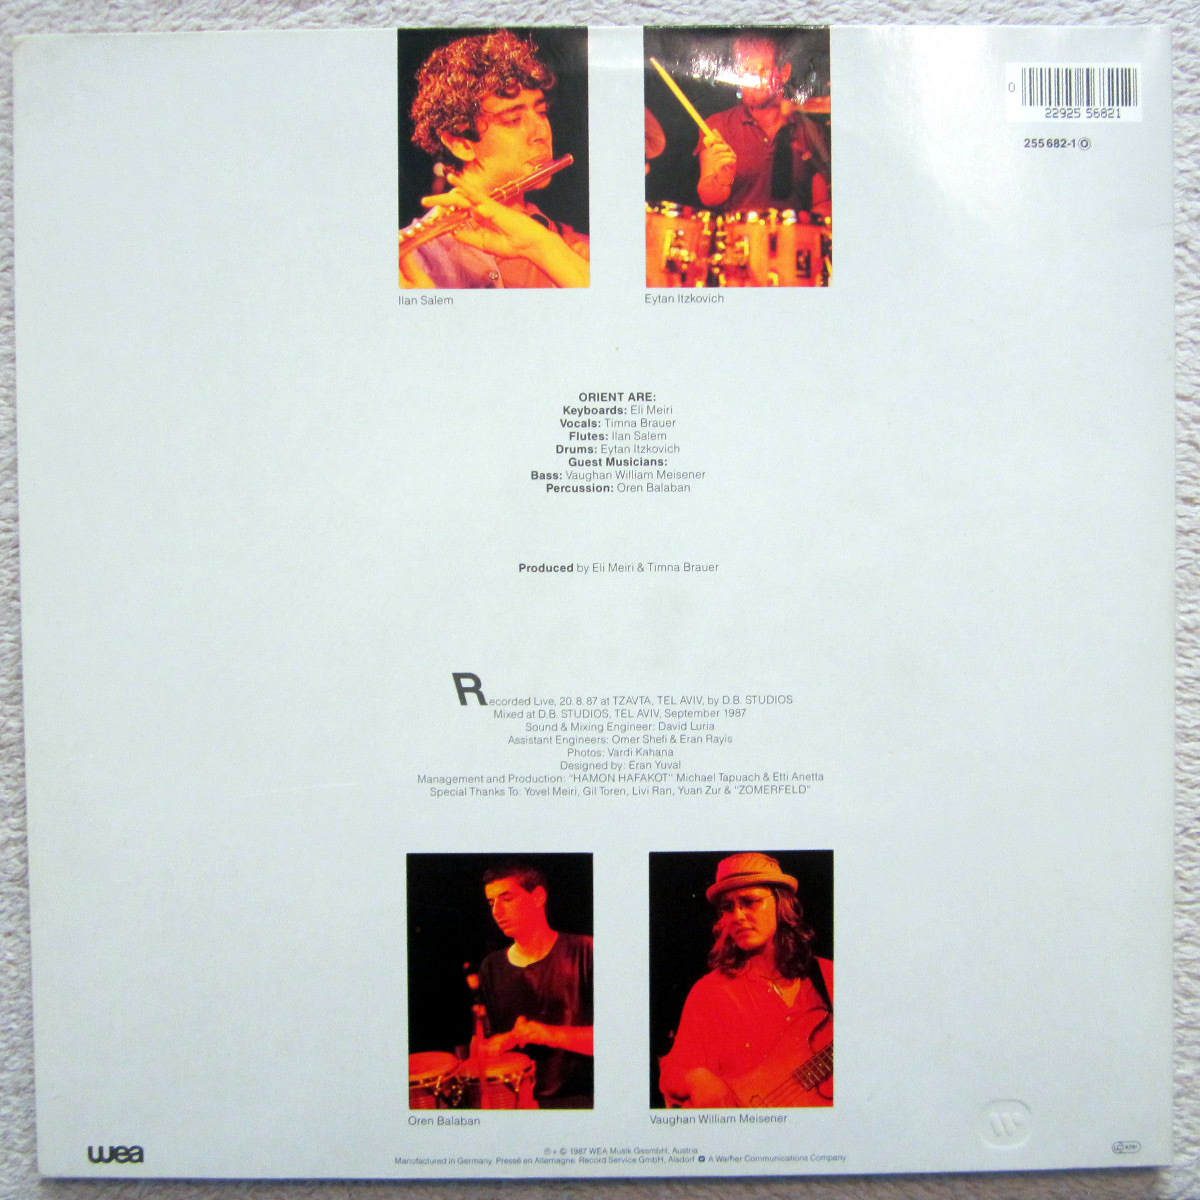 0
22925 56821
255 682-1 O
Ilan Salem
Eytan Itzkovich
ORIENT ARE:
Keyboards: Eli Meiri
Vocals: Timna Brauer
Flutes: Ilan Salem
Drums: Eytan Itzkovich
Guest Musicians:
Bass: Vaughan William Meisener
Percussion: Oren Balaban
Produced by Eli Meiri & Timna Brauer
Recorded Live, 20. 8. 87 at TZAVTA, TEL AVIV, by D.B. STUDIOS
Mixed at D.B. STUDIOS, TEL AVIV, September 1987
Sound & Mixing Engineer: David Luria
Assistant Engineers: Omer Shefi & Eran Rayis
Photos: Vardi Kahana
Designed by: Eran Yuval
Management and Production: "HAMON HAFAKOT" Michael Tapuach & Etti Anetta
Special Thanks To: Yovel Meiri, Gil Toren, Livi Ran, Yuan Zur & "ZOMERFELD"
Oren Balaban
Vaughan William Meisener
wea
℗ + © 1987 WEA Musik GesmbH, Austria
Manufactured in Germany. Pressé en Allemagne. Record Service GmbH, Alsdorf A Warner Communications Company